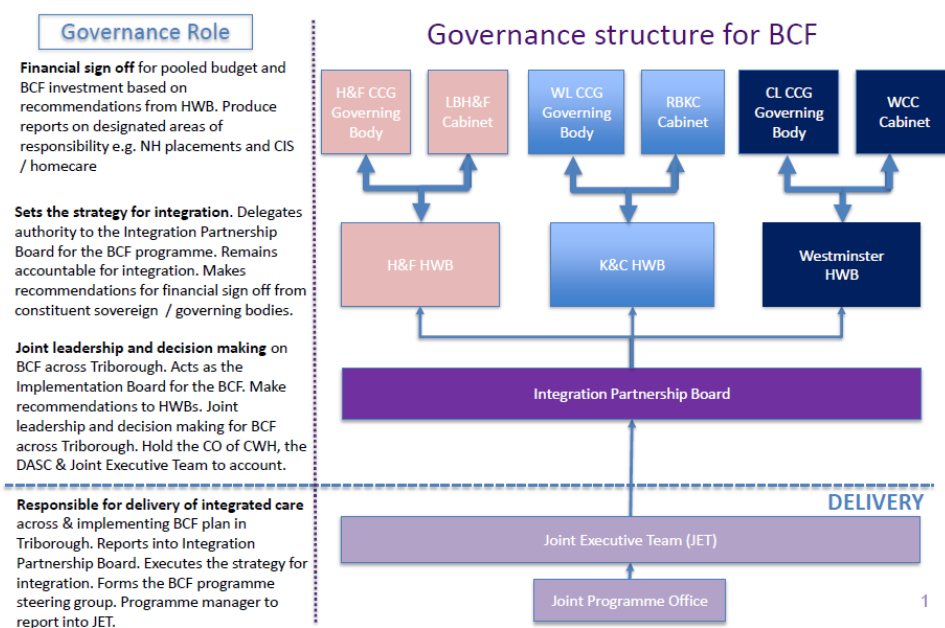 Governance Role
Governance structure for BCF
Financial sign off for pooled budget and
BCF investment based on
recommendations from HWB. Produce
reports on designated areas of
responsibility e.g. NH placements and CIS
/ homecare
H&F CCG
Governing
Body
LBH&F
Cabinet
WL CCG
Governing
Body
RBKC
Cabinet
CL CCG
Governing
Body
WCC
Cabinet
Sets the strategy for integration. Delegates
authority to the Integration Partnership
Board for the BCF programme. Remains
accountable for integration. Makes
recommendations for financial sign off from
constituent sovereign / governing bodies.
H&F HWB
K&C HWB
Westminster
HWB
Joint leadership and decision making on
BCF across Triborough. Acts as the
Implementation Board for the BCF. Make
recommendations to HWBs. Joint
leadership and decision making for BCF
across Triborough. Hold the CO of CWH, the
DASC & Joint Executive Team to account.
Integration Partnership Board
DELIVERY
Responsible for delivery of integrated care
across & implementing BCF plan in
Triborough. Reports into Integration
Partnership Board. Executes the strategy for
integration. Forms the BCF programme
steering group. Programme manager to
report into JET.
Joint Executive Team (JET)
Joint Programme Office
1